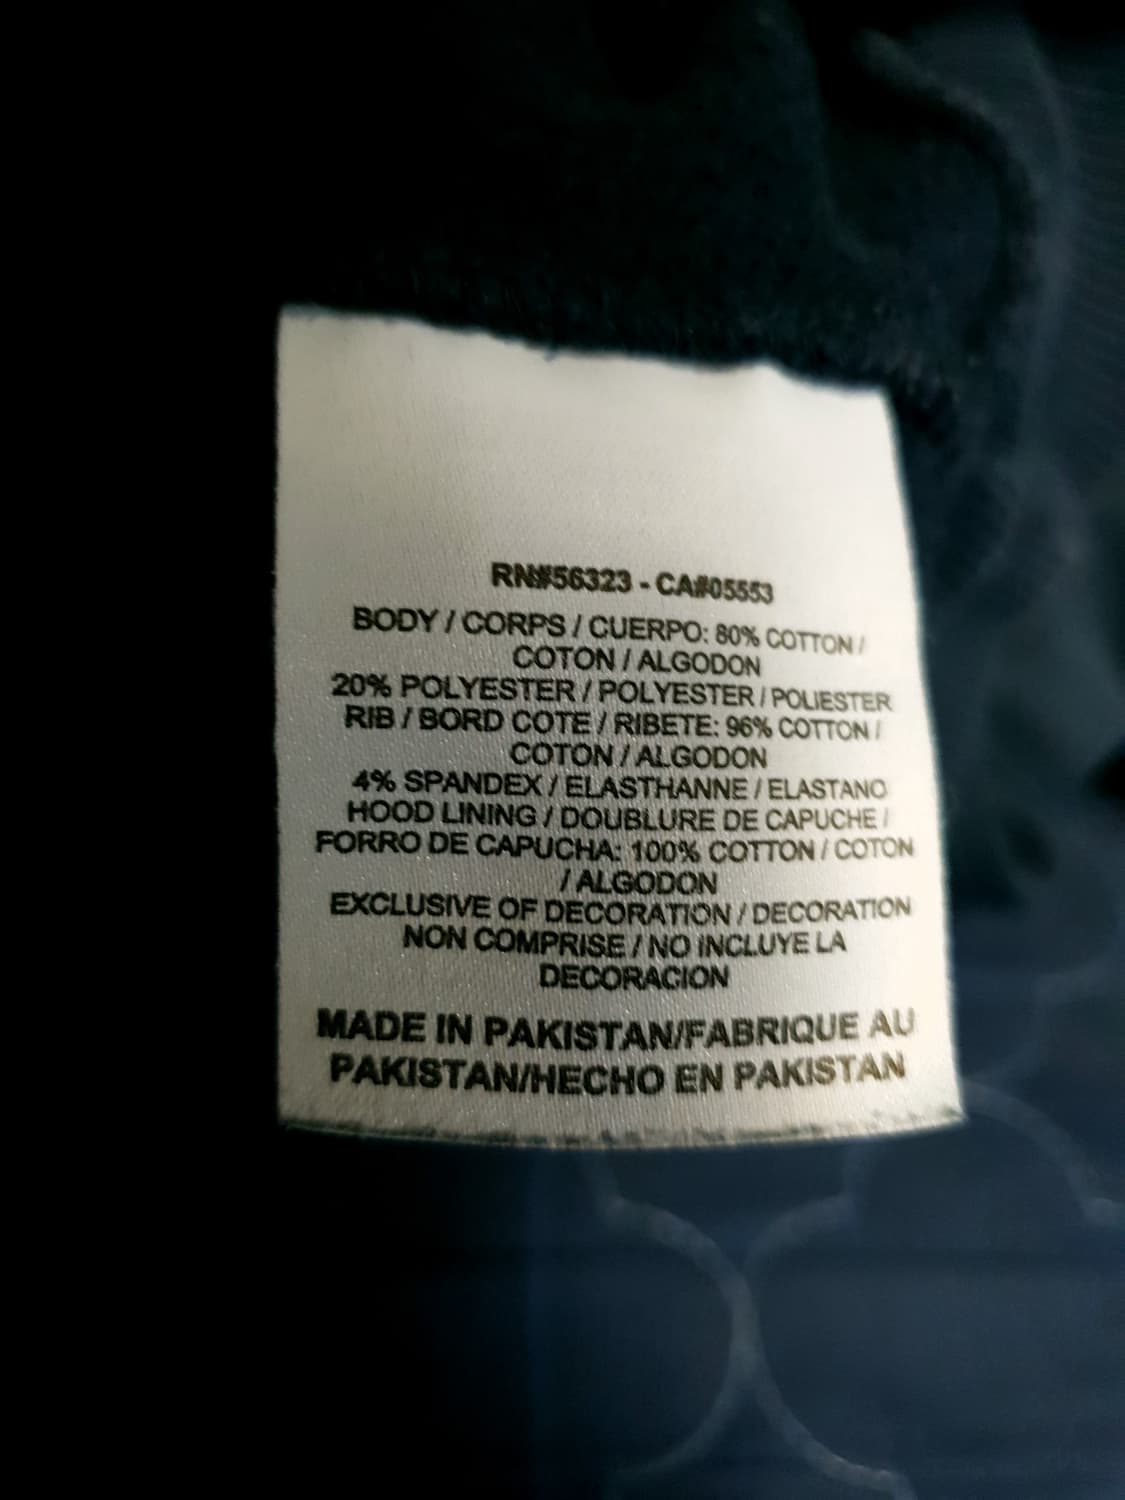 RN#56323 - CA#05553
BODY / CORPS / CUERPO: 80% COTTON /
COTON / ALGODON
20% POLYESTER / POLYESTER / POLIESTER
RIB / BORD COTE / RIBETE: 96% COTTON /
COTON / ALGODON
4% SPANDEX / ELASTHANNE / ELASTANO
HOOD LINING / DOUBLURE DE CAPUCHE /
FORRO DE CAPUCHA: 100% COTTON / COTON
/ ALGODON
EXCLUSIVE OF DECORATION / DECORATION
NON COMPRISE / NO INCLUYE LA
DECORACION
MADE IN PAKISTAN/FABRIQUE AU
PAKISTAN/HECHO EN PAKISTAN